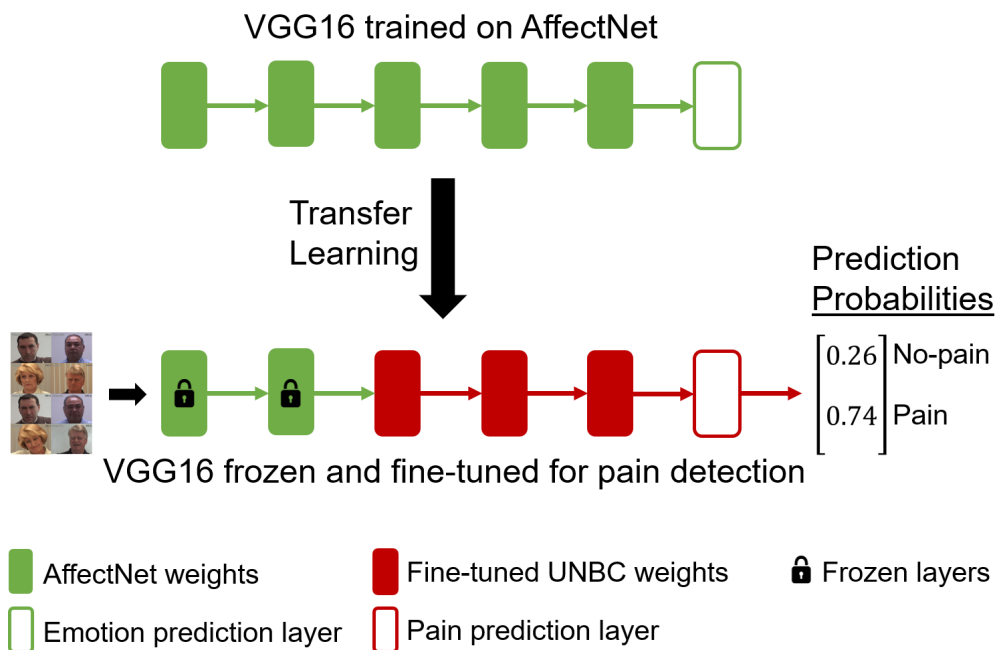 VGG16 trained on AffectNet
Transfer
Learning
Prediction
Probabilities
0.26 No-pain
0.74 Pain
VGG16 frozen and fine-tuned for pain detection
AffectNet weights
Fine-tuned UNBC weights
Frozen layers
Emotion prediction layer
Pain prediction layer